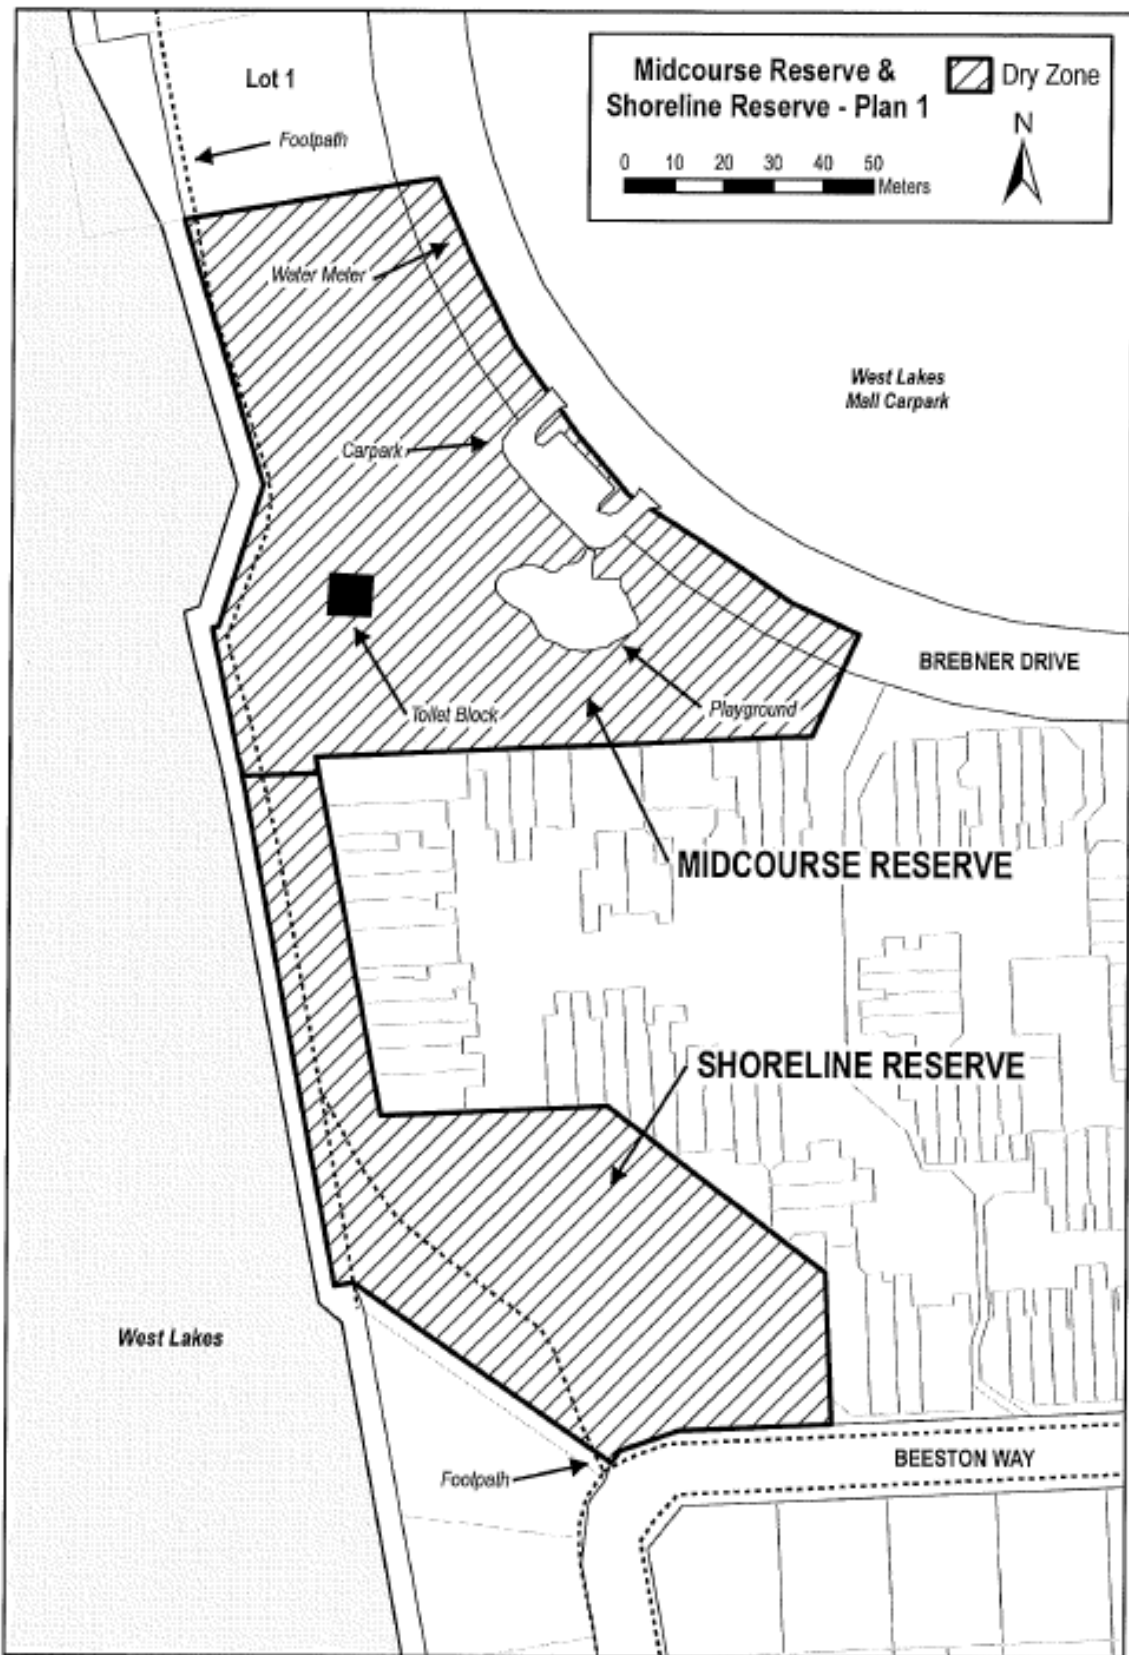 Lot 1
Midcourse Reserve &
Shoreline Reserve - Plan 1
Dry Zone
N
0 10 20 30 40 50
Meters
Footpath
Water Meter
West Lakes
Mall Carpark
Carpark
BREBNER DRIVE
Toilet Block
Playground
MIDCOURSE RESERVE
SHORELINE RESERVE
West Lakes
BEESTON WAY
Footpath